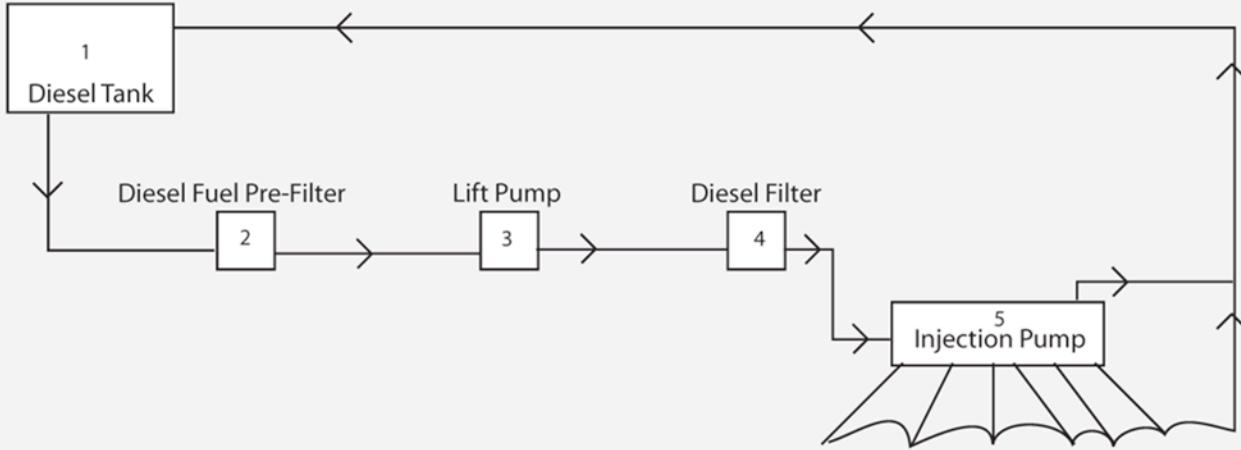 1
Diesel Tank
Diesel Fuel Pre-Filter
2
Lift Pump
3
Diesel Filter
4
5
Injection Pump